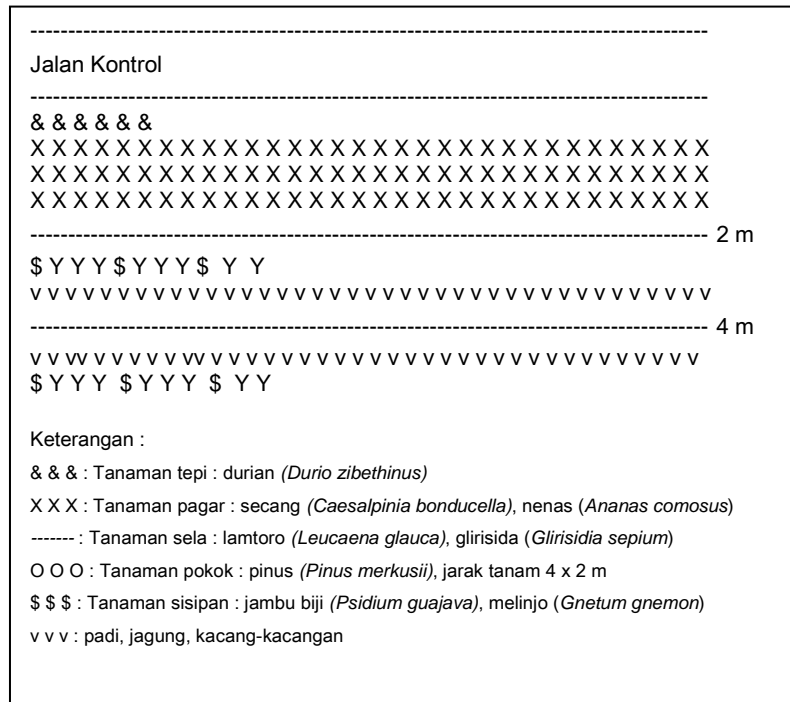 ----------------------------------------------------------------------------------------
Jalan Kontrol
----------------------------------------------------------------------------------------
& & & & & &
X X X X X X X X X X X X X X X X X X X X X X X X X X X X X X X X
X X X X X X X X X X X X X X X X X X X X X X X X X X X X X X X X
X X X X X X X X X X X X X X X X X X X X X X X X X X X X X X X X
---------------------------------------------------------------------------------------- 2 m
$ Y Y Y $ Y Y Y $ Y Y
v v v v v v v v v v v v v v v v v v v v v v v v v v v v v v v v v v v v v v v
---------------------------------------------------------------------------------------- 4 m
v v vv v v v v v vv v v v v v v v v v v v v v v v v v v v v v v v v v v v
$ Y Y Y $ Y Y Y $ Y Y
Keterangan :
& & & : Tanaman tepi : durian (Durio zibethinus)
X X X : Tanaman pagar : secang (Caesalpinia bonducella), nenas (Ananas comosus)
------- : Tanaman sela : lamtoro (Leucaena glauca), glirisida (Glirisidia sepium)
O O O : Tanaman pokok : pinus (Pinus merkusii), jarak tanam 4 x 2 m
$ $ $ : Tanaman sisipan : jambu biji (Psidium guajava), melinjo (Gnetum gnemon)
v v v : padi, jagung, kacang-kacangan